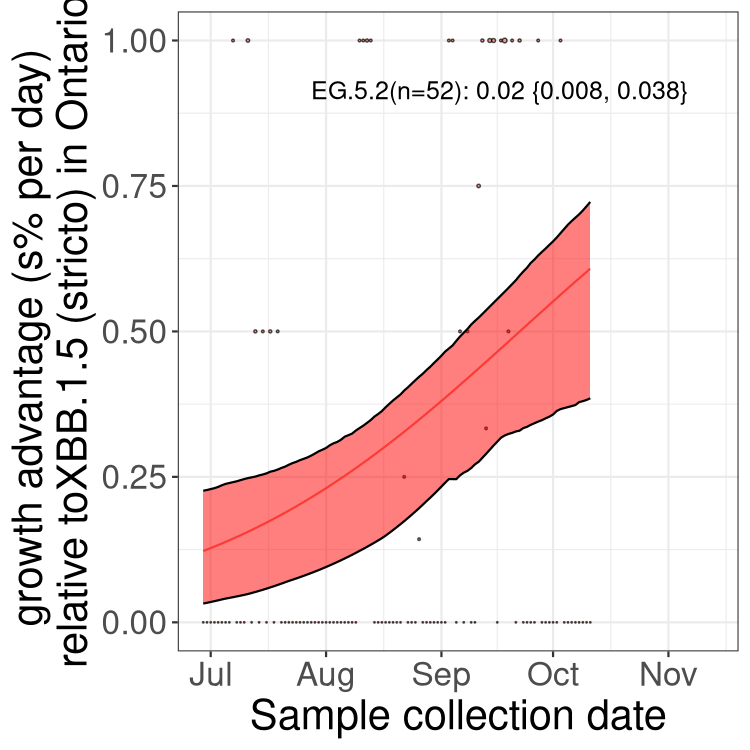 growth advantage (s% per day)
relative toXBB.1.5 (stricto) in Ontario
1.00
0.75
0.50
0.25
0.00
EG.5.2(n=52): 0.02 {0.008, 0.038}
Jul Aug Sep Oct Nov
Sample collection date